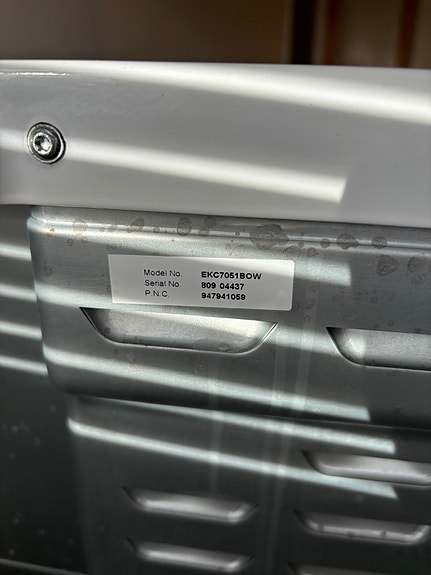 Model No. EKC7051BOW
Serial No. 809 04437
P.N.C. 947941059